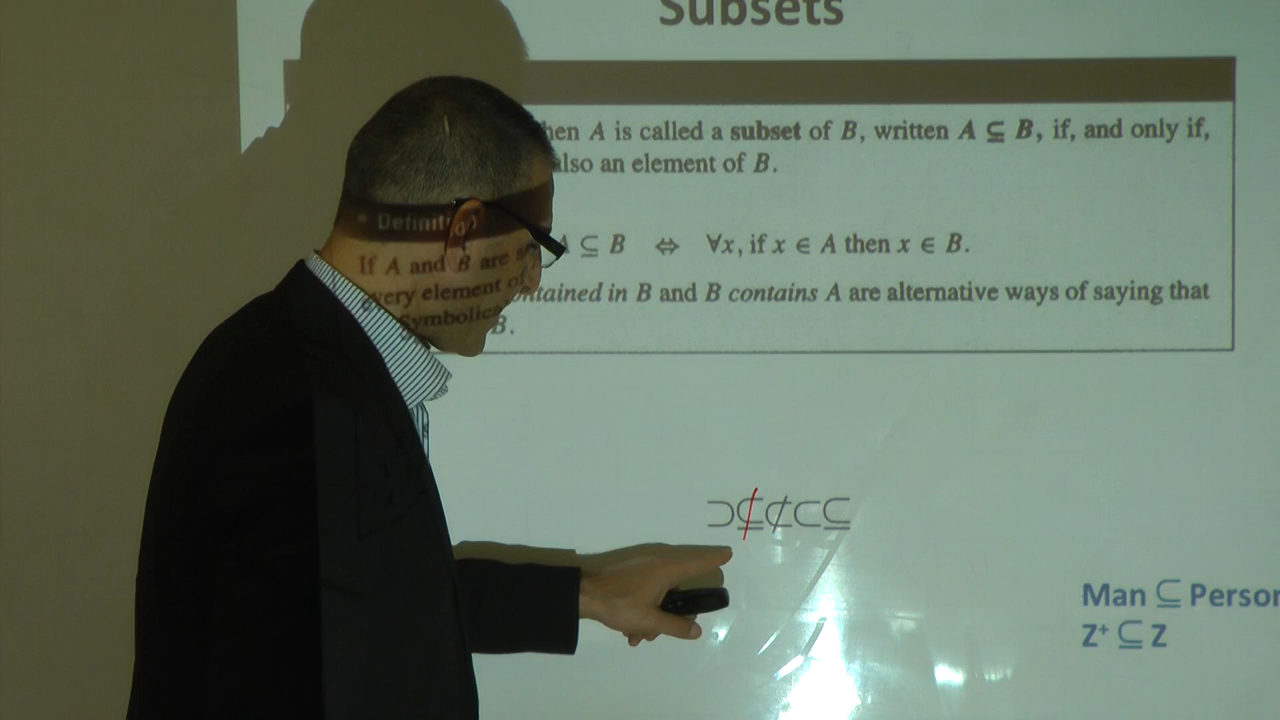 Subsets
Definition
If A and B are hen A is called a subset of B, written A ⊆ B, if, and only if,
very element of also an element of B.
Symbolica
A ⊆ B ⇔ ∀x, if x ∈ A then x ∈ B.
ntained in B and B contains A are alternative ways of saying that
B.
⊃⊈⊄⊂⊆
Man ⊆ Person
Z⁺ ⊆ Z